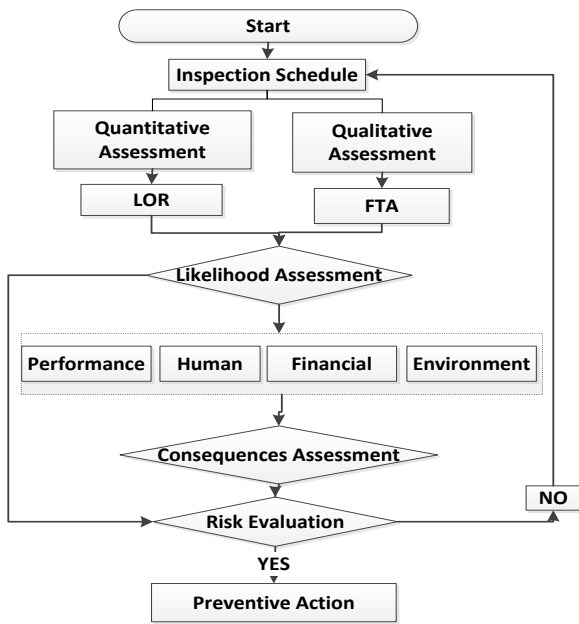 Start
Inspection Schedule
Quantitative
Assessment
Qualitative
Assessment
LOR
FTA
Likelihood Assessment
Performance
Human
Financial
Environment
Consequences Assessment
NO
Risk Evaluation
YES
Preventive Action